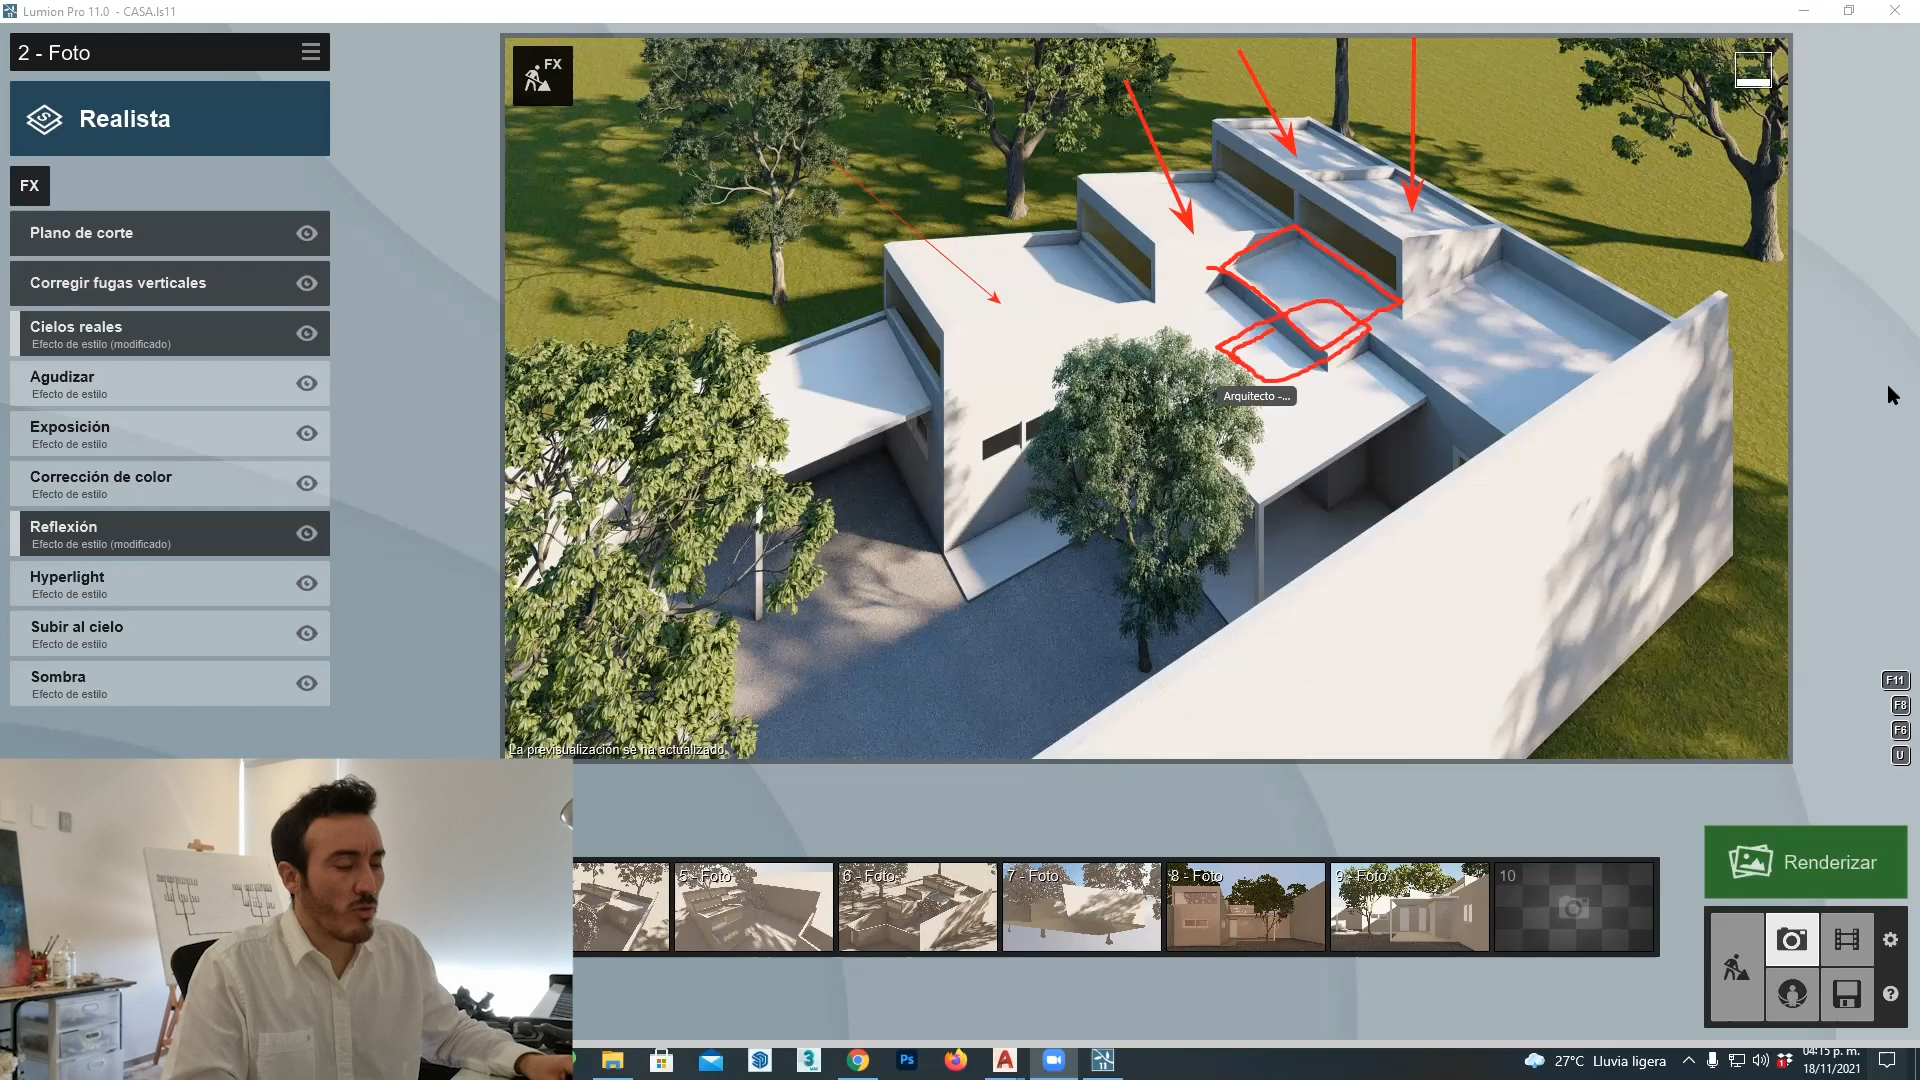 Lumion Pro 11.0 - CASA.ls11
2 - Foto
Realista
FX
Plano de corte
Corregir fugas verticales
Cielos reales
Efecto de estilo (modificado)
Agudizar
Efecto de estilo
Exposición
Efecto de estilo
Corrección de color
Efecto de estilo
Reflexión
Efecto de estilo (modificado)
Hyperlight
Efecto de estilo
Subir al cielo
Efecto de estilo
Sombra
Efecto de estilo
FX
Arquitecto -...
La previsualización se ha actualizado.
F11
F8
F6
U
5 - Foto
6 - Foto
7 - Foto
8 - Foto
9 - Foto
10
Renderizar
Ps
27°C Lluvia ligera
04:15 p. m.
18/11/2021